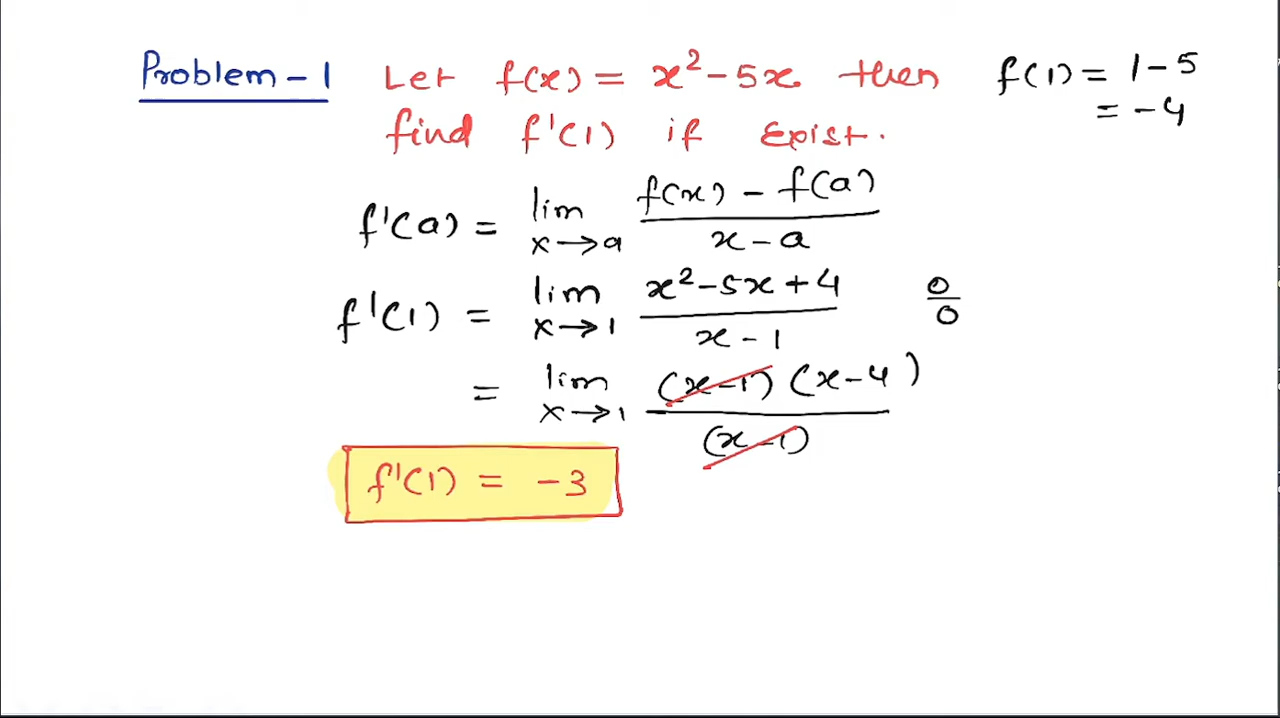 Problem-1 Let f(x) = x²-5x then f(1) = 1-5
find f'(1) if Exist. = -4
f'(a) = lim x→a f(x) - f(a) / x-a
f'(1) = lim x→1 x²-5x+4 / x-1 0/0
= lim x→1 (x-1) (x-4) / (x-1)
f'(1) = -3